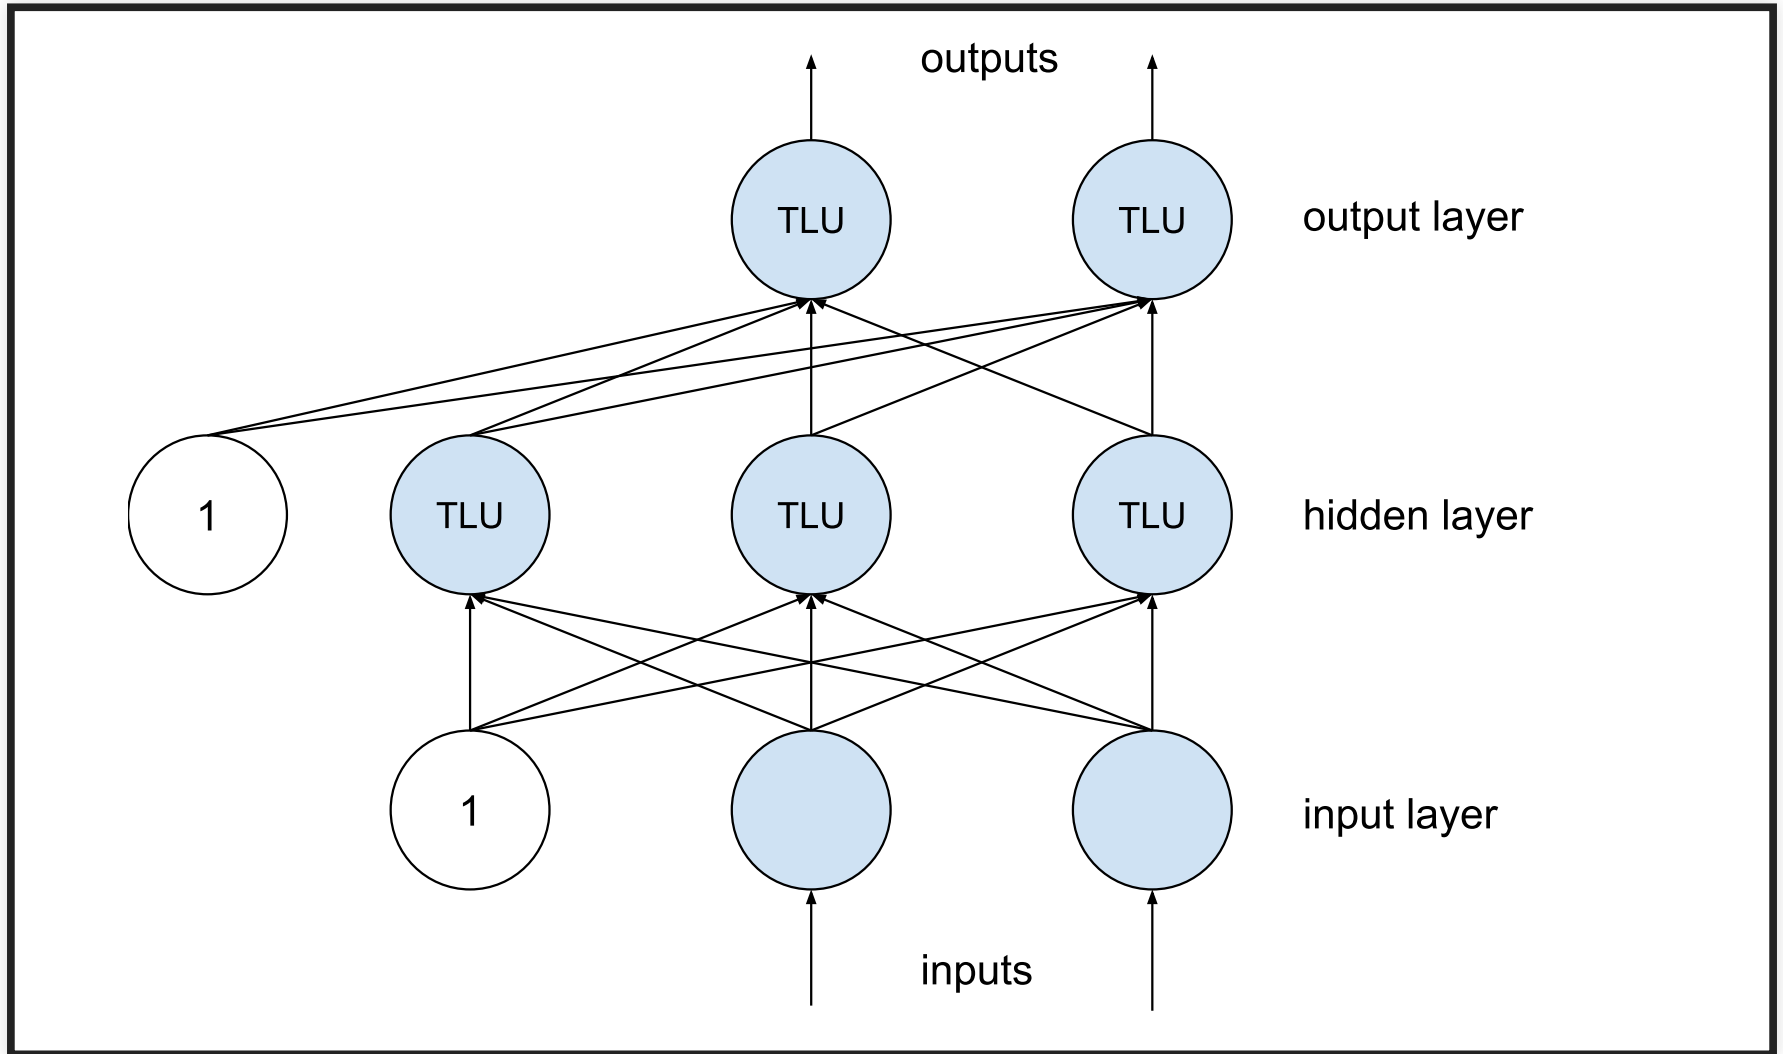 outputs
TLU
TLU
output layer
1
TLU
TLU
TLU
hidden layer
1
input layer
inputs